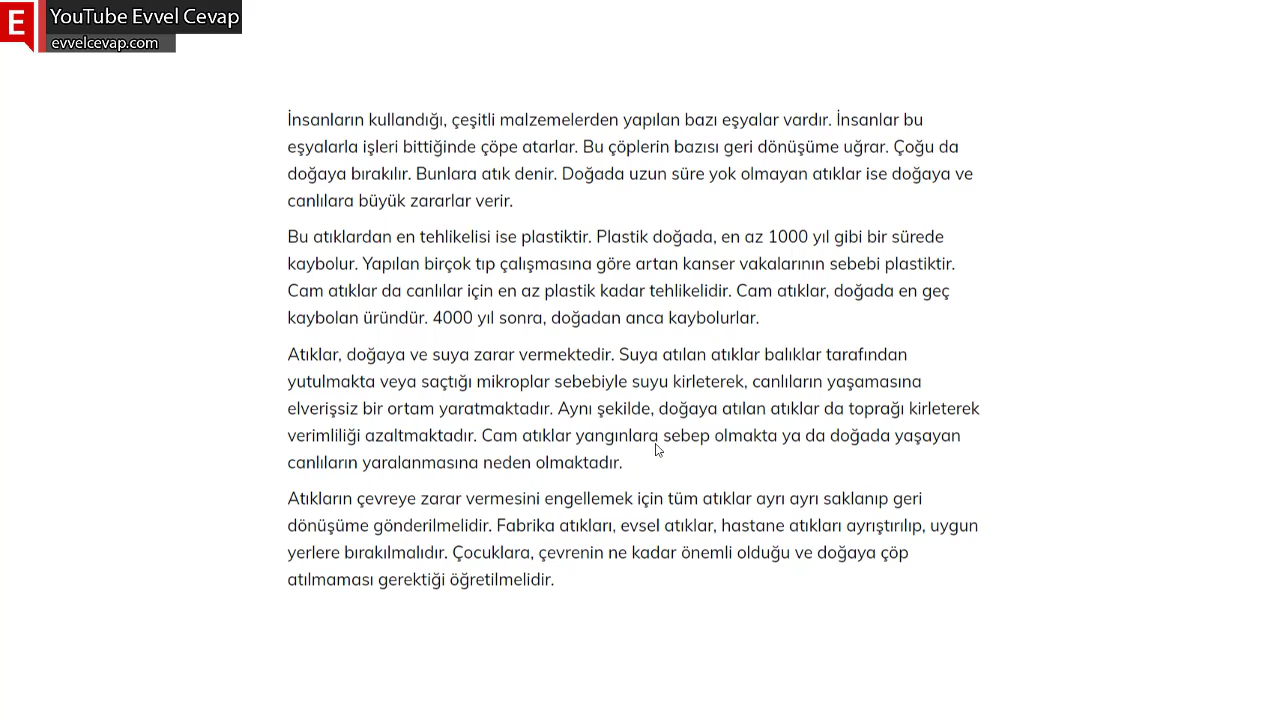 E YouTube Evvel Cevap
evvelcevap.com
İnsanların kullandığı, çeşitli malzemelerden yapılan bazı eşyalar vardır. İnsanlar bu
eşyalarla işleri bittiğinde çöpe atarlar. Bu çöplerin bazısı geri dönüşüme uğrar. Çoğu da
doğaya bırakılır. Bunlara atık denir. Doğada uzun süre yok olmayan atıklar ise doğaya ve
canlılara büyük zararlar verir.
Bu atıklardan en tehlikelisi ise plastiktir. Plastik doğada, en az 1000 yıl gibi bir sürede
kaybolur. Yapılan birçok tıp çalışmasına göre artan kanser vakalarının sebebi plastiktir.
Cam atıklar da canlılar için en az plastik kadar tehlikelidir. Cam atıklar, doğada en geç
kaybolan üründür. 4000 yıl sonra, doğadan anca kaybolurlar.
Atıklar, doğaya ve suya zarar vermektedir. Suya atılan atıklar balıklar tarafından
yutulmakta veya saçtığı mikroplar sebebiyle suyu kirleterek, canlıların yaşamasına
elverişsiz bir ortam yaratmaktadır. Aynı şekilde, doğaya atılan atıklar da toprağı kirleterek
verimliliği azaltmaktadır. Cam atıklar yangınlara sebep olmakta ya da doğada yaşayan
canlıların yaralanmasına neden olmaktadır.
Atıkların çevreye zarar vermesini engellemek için tüm atıklar ayrı ayrı saklanıp geri
dönüşüme gönderilmelidir. Fabrika atıkları, evsel atıklar, hastane atıkları ayrıştırılıp, uygun
yerlere bırakılmalıdır. Çocuklara, çevrenin ne kadar önemli olduğu ve doğaya çöp
atılmaması gerektiği öğretilmelidir.